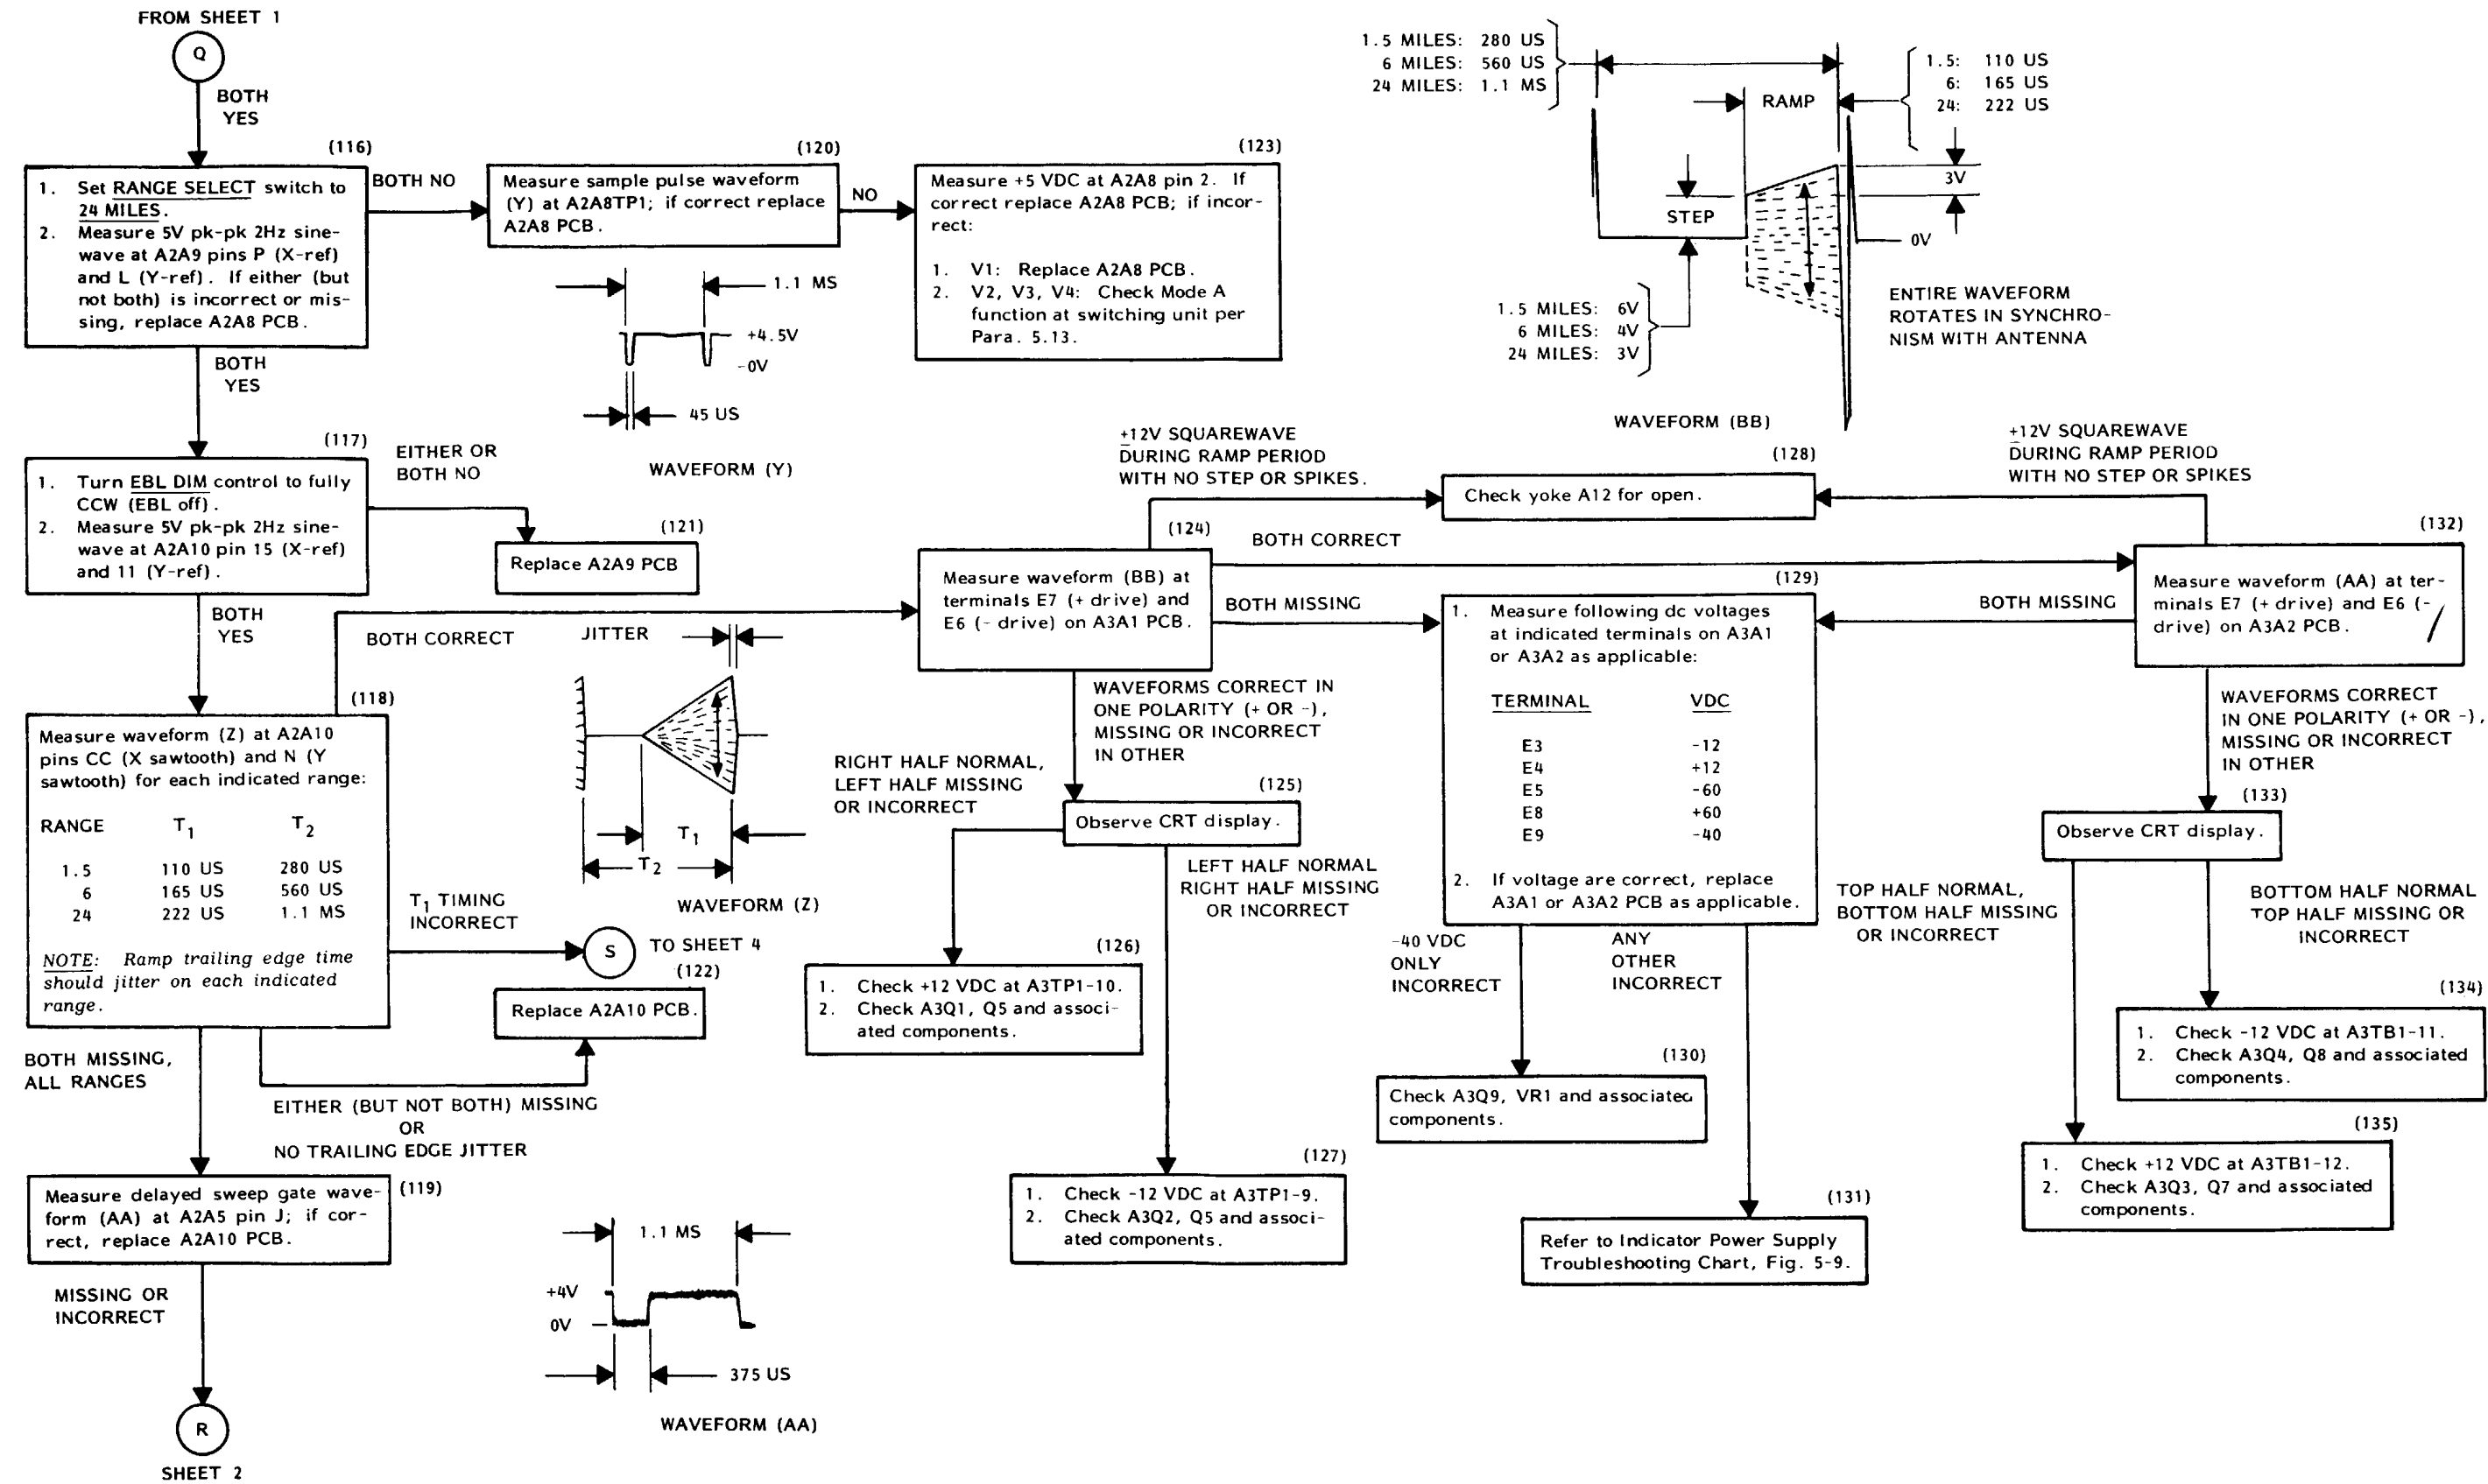 FROM SHEET 1
Q
BOTH
YES
(116)
1. Set RANGE SELECT switch to
24 MILES.
2. Measure 5V pk-pk 2Hz sine-
wave at A2A9 pins P (X-ref)
and L (Y-ref). If either (but
not both) is incorrect or mis-
sing, replace A2A8 PCB.
BOTH NO
(120)
Measure sample pulse waveform
(Y) at A2A8TP1; if correct replace
A2A8 PCB.
NO
(123)
Measure +5 VDC at A2A8 pin 2. If
correct replace A2A8 PCB; if incor-
rect:
1. V1: Replace A2A8 PCB.
2. V2, V3, V4: Check Mode A
function at switching unit per
Para. 5.13.
1.1 MS
+4.5V
-0V
45 US
WAVEFORM (Y)
1.5 MILES: 280 US
6 MILES: 560 US
24 MILES: 1.1 MS
RAMP
1.5: 110 US
6: 165 US
24: 222 US
3V
STEP
0V
1.5 MILES: 6V
6 MILES: 4V
24 MILES: 3V
ENTIRE WAVEFORM
ROTATES IN SYNCHRO-
NISM WITH ANTENNA
WAVEFORM (BB)
BOTH
YES
(117)
1. Turn EBL DIM control to fully
CCW (EBL off).
2. Measure 5V pk-pk 2Hz sine-
wave at A2A10 pin 15 (X-ref)
and 11 (Y-ref).
EITHER OR
BOTH NO
(121)
Replace A2A9 PCB
BOTH
YES
(118)
Measure waveform (Z) at A2A10
pins CC (X sawtooth) and N (Y
sawtooth) for each indicated range:
RANGE T1 T2
1.5 110 US 280 US
6 165 US 560 US
24 222 US 1.1 MS
NOTE: Ramp trailing edge time
should jitter on each indicated
range.
BOTH CORRECT
JITTER
T1
T2
WAVEFORM (Z)
T1 TIMING
INCORRECT
S
TO SHEET 4
(122)
Replace A2A10 PCB.
BOTH MISSING,
ALL RANGES
EITHER (BUT NOT BOTH) MISSING
OR
NO TRAILING EDGE JITTER
(119)
Measure delayed sweep gate wave-
form (AA) at A2A5 pin J; if cor-
rect, replace A2A10 PCB.
MISSING OR
INCORRECT
R
SHEET 2
1.1 MS
+4V
0V
375 US
WAVEFORM (AA)
±12V SQUAREWAVE
DURING RAMP PERIOD
WITH NO STEP OR SPIKES.
(124)
Measure waveform (BB) at
terminals E7 (+ drive) and
E6 (- drive) on A3A1 PCB.
BOTH CORRECT
BOTH MISSING
(128)
Check yoke A12 for open.
±12V SQUAREWAVE
DURING RAMP PERIOD
WITH NO STEP OR SPIKES
(132)
Measure waveform (AA) at ter-
minals E7 (+ drive) and E6 (-
drive) on A3A2 PCB.
BOTH MISSING
(129)
1. Measure following dc voltages
at indicated terminals on A3A1
or A3A2 as applicable:
TERMINAL VDC
E3 -12
E4 +12
E5 -60
E8 +60
E9 -40
2. If voltage are correct, replace
A3A1 or A3A2 PCB as applicable.
WAVEFORMS CORRECT IN
ONE POLARITY (+ OR -),
MISSING OR INCORRECT
IN OTHER
(125)
Observe CRT display.
RIGHT HALF NORMAL,
LEFT HALF MISSING
OR INCORRECT
LEFT HALF NORMAL
RIGHT HALF MISSING
OR INCORRECT
(126)
1. Check +12 VDC at A3TP1-10.
2. Check A3Q1, Q5 and associ-
ated components.
(127)
1. Check -12 VDC at A3TP1-9.
2. Check A3Q2, Q5 and associ-
ated components.
-40 VDC
ONLY
INCORRECT
ANY
OTHER
INCORRECT
(130)
Check A3Q9, VR1 and associated
components.
(131)
Refer to Indicator Power Supply
Troubleshooting Chart, Fig. 5-9.
WAVEFORMS CORRECT
IN ONE POLARITY (+ OR -),
MISSING OR INCORRECT
IN OTHER
(133)
Observe CRT display.
TOP HALF NORMAL,
BOTTOM HALF MISSING
OR INCORRECT
BOTTOM HALF NORMAL
TOP HALF MISSING OR
INCORRECT
(134)
1. Check -12 VDC at A3TB1-11.
2. Check A3Q4, Q8 and associated
components.
(135)
1. Check +12 VDC at A3TB1-12.
2. Check A3Q3, Q7 and associated
components.